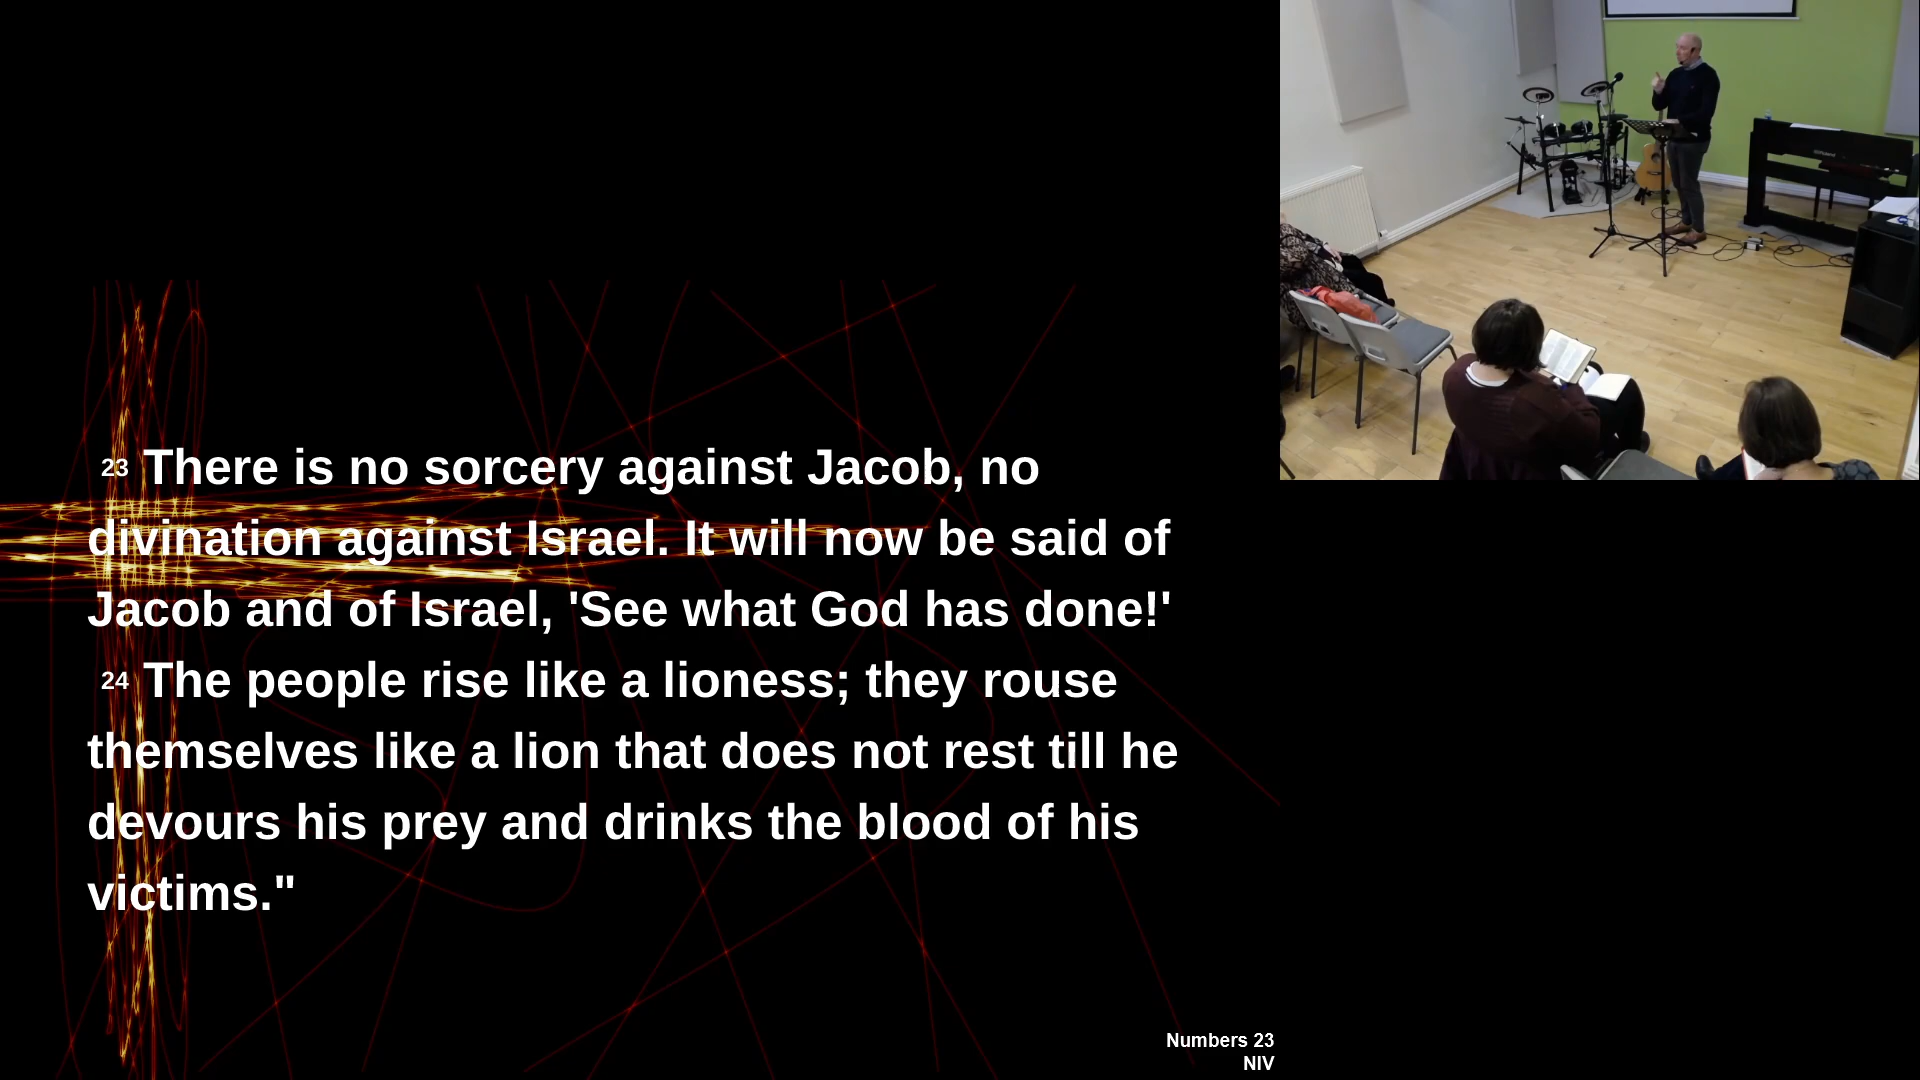 23 There is no sorcery against Jacob, no
divination against Israel. It will now be said of
Jacob and of Israel, 'See what God has done!'
24 The people rise like a lioness; they rouse
themselves like a lion that does not rest till he
devours his prey and drinks the blood of his
victims."
Numbers 23
NIV